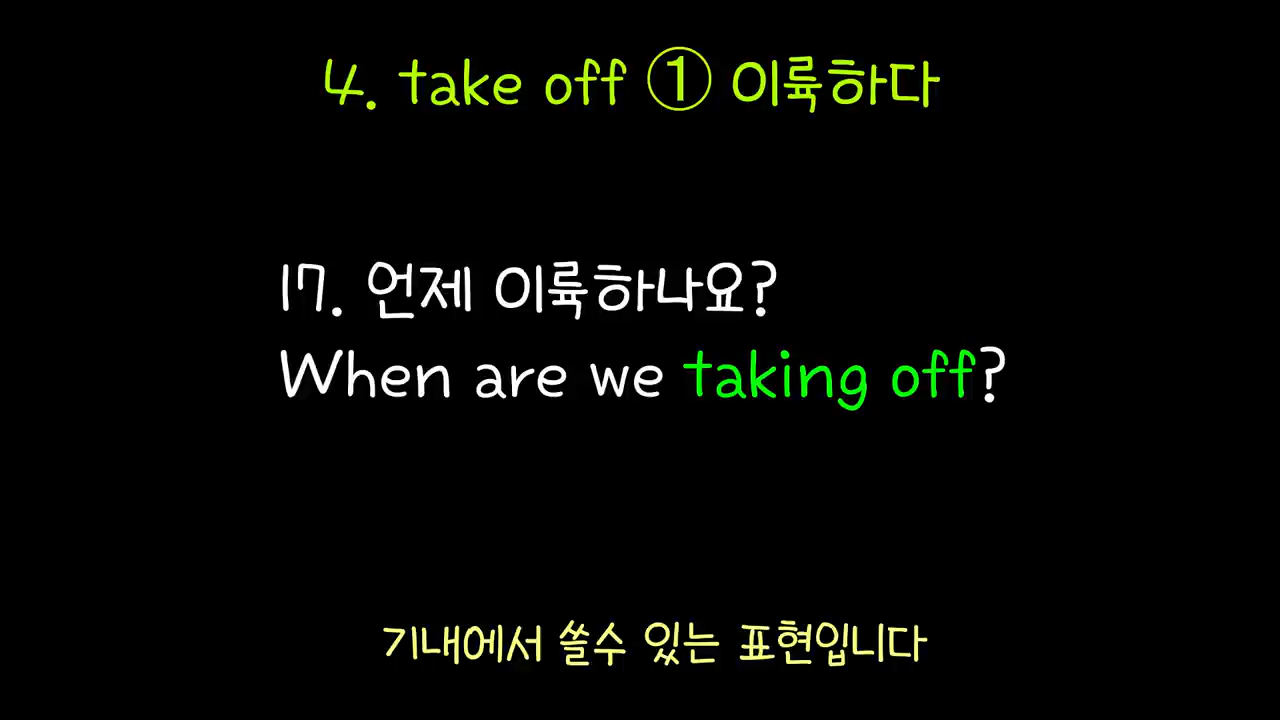 4. take off ① 이륙하다
17. 언제 이륙하나요?
When are we taking off?
기내에서 쓸수 있는 표현입니다